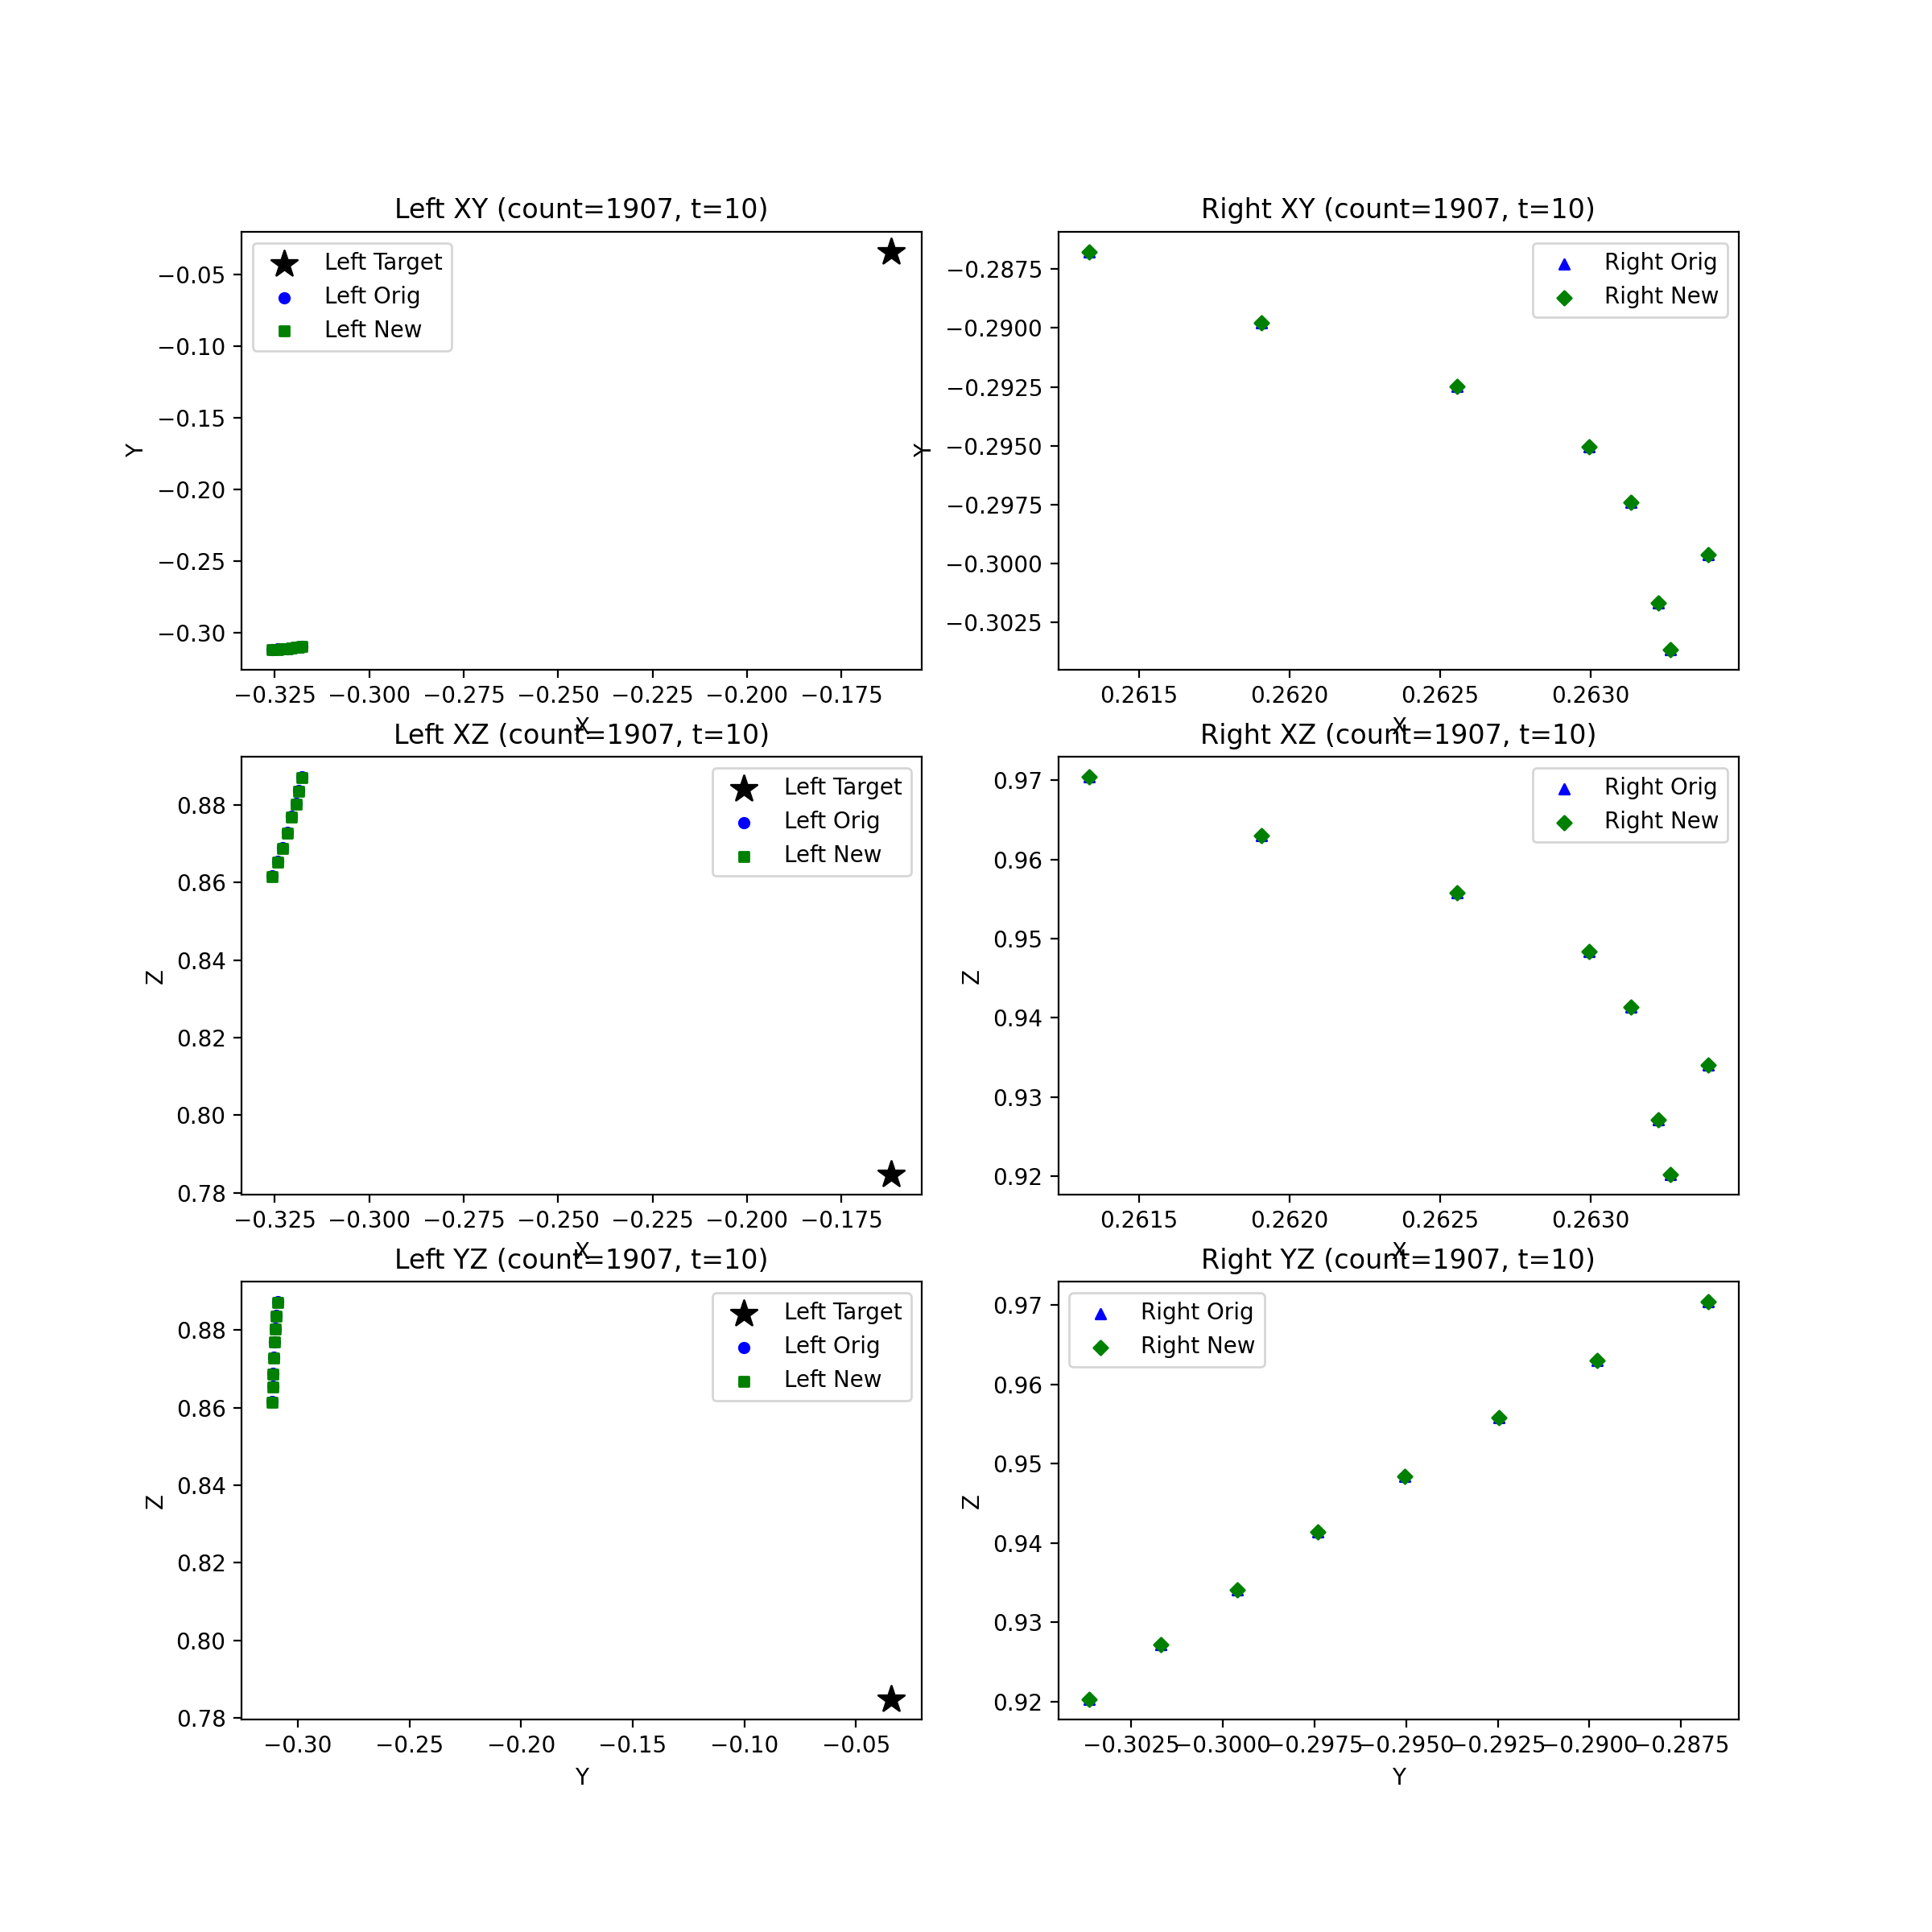 Left XY (count=1907, t=10)
Left Target
Left Orig
Left New
−0.05
−0.10
−0.15
−0.20
−0.25
−0.30
Y
−0.325 −0.300 −0.275 −0.250 −0.225 −0.200 −0.175
X
Right XY (count=1907, t=10)
Right Orig
Right New
−0.2875
−0.2900
−0.2925
−0.2950
−0.2975
−0.3000
−0.3025
Y
0.2615 0.2620 0.2625 0.2630
X
Left XZ (count=1907, t=10)
Left Target
Left Orig
Left New
0.88
0.86
0.84
0.82
0.80
0.78
Z
−0.325 −0.300 −0.275 −0.250 −0.225 −0.200 −0.175
X
Right XZ (count=1907, t=10)
Right Orig
Right New
0.97
0.96
0.95
0.94
0.93
0.92
Z
0.2615 0.2620 0.2625 0.2630
X
Left YZ (count=1907, t=10)
Left Target
Left Orig
Left New
0.88
0.86
0.84
0.82
0.80
0.78
Z
−0.30 −0.25 −0.20 −0.15 −0.10 −0.05
Y
Right YZ (count=1907, t=10)
Right Orig
Right New
0.97
0.96
0.95
0.94
0.93
0.92
Z
−0.3025 −0.3000 −0.2975 −0.2950 −0.2925 −0.2900 −0.2875
Y